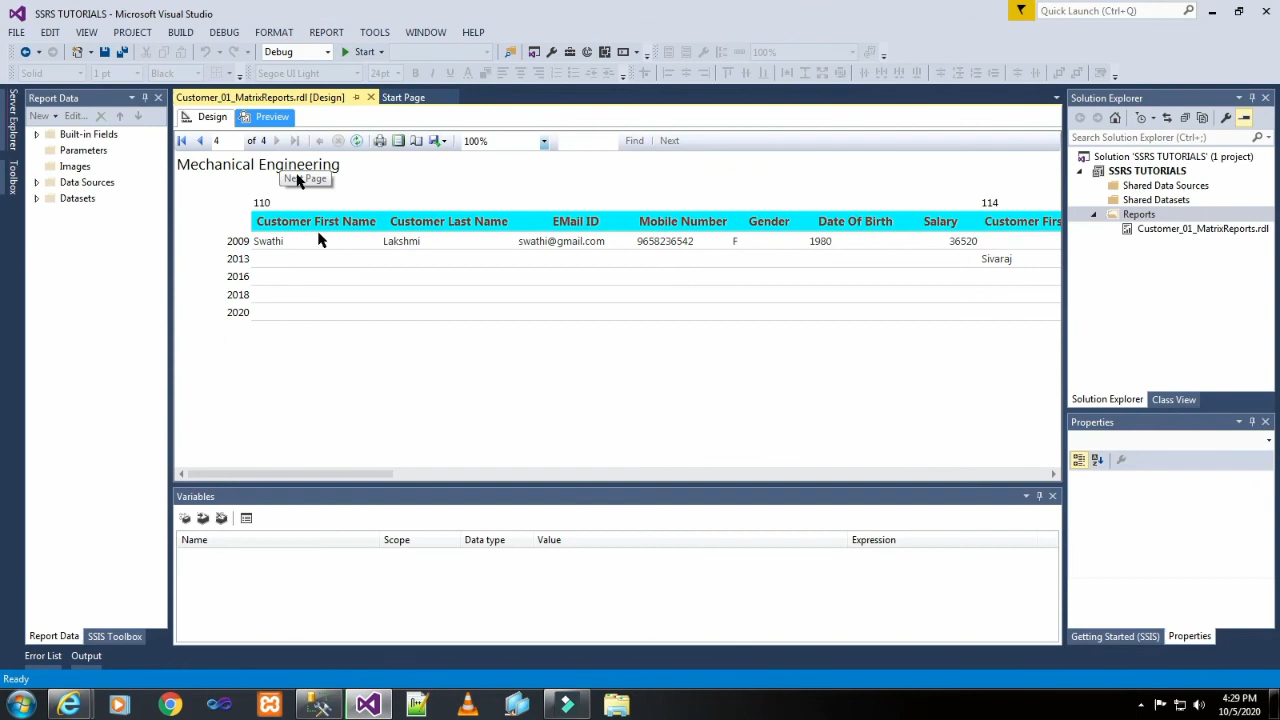 SSRS TUTORIALS - Microsoft Visual Studio
Quick Launch (Ctrl+Q)
FILE EDIT VIEW PROJECT BUILD DEBUG FORMAT REPORT TOOLS WINDOW HELP
Debug Start 100%
Solid 1 pt Black Segoe UI Light 24pt
Server Explorer
Toolbox
Report Data
New Edit...
Built-in Fields
Parameters
Images
Data Sources
Datasets
Report Data SSIS Toolbox
Customer_01_MatrixReports.rdl [Design] Start Page
Design Preview
4 of 4 100% Find Next
Mechanical Engineering
110 114
Customer First Name Customer Last Name EMail ID Mobile Number Gender Date Of Birth Salary Customer Firs
2009 Swathi Lakshmi swathi@gmail.com 9658236542 F 1980 36520
2013 Sivaraj
2016
2018
2020
Variables
Name Scope Data type Value Expression
Solution Explorer
Search Solution Explorer (Ctrl+;)
Solution 'SSRS TUTORIALS' (1 project)
SSRS TUTORIALS
Shared Data Sources
Shared Datasets
Reports
Customer_01_MatrixReports.rdl
Solution Explorer Class View
Properties
Getting Started (SSIS) Properties
Error List Output
Ready
4:29 PM
10/5/2020